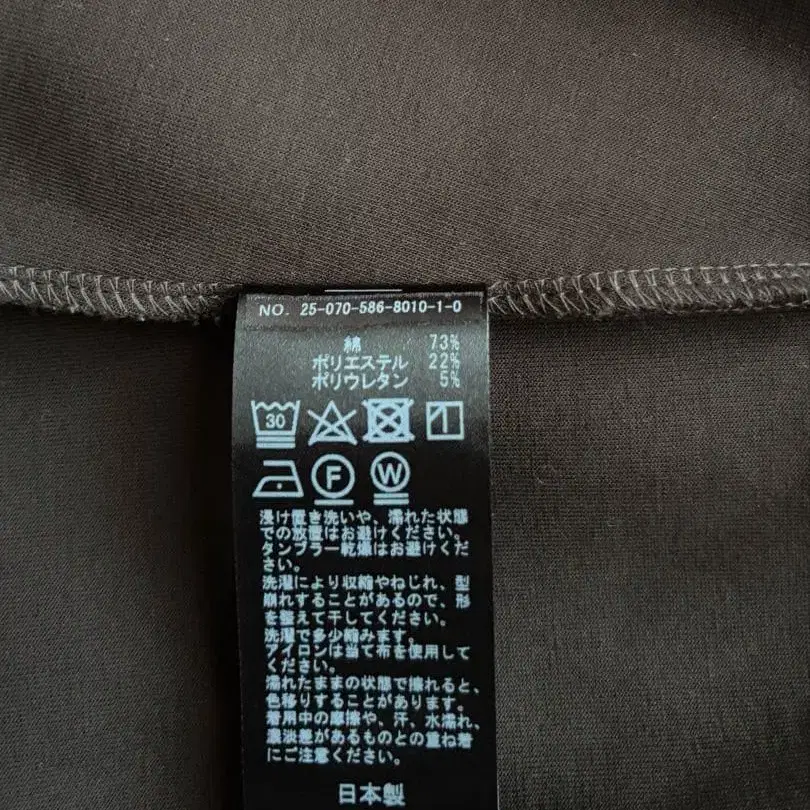 NO. 25-070-586-8010-1-0
綿 73%
ポリエステル 22%
ポリウレタン 5%
30
F W
浸け置き洗いや、濡れた状態
での放置はお避けください。
タンブラー乾燥はお避けくだ
さい。
洗濯により収縮やねじれ、型
崩れすることがあるので、形
を整えて干してください。
洗濯で多少縮みます。
アイロンは当て布を使用して
ください。
濡れたままの状態で擦れると、
色移りすることがあります。
着用中の摩擦や、汗、水濡れ、
濃淡差があるものとの重ね着
にご注意ください。
日本製